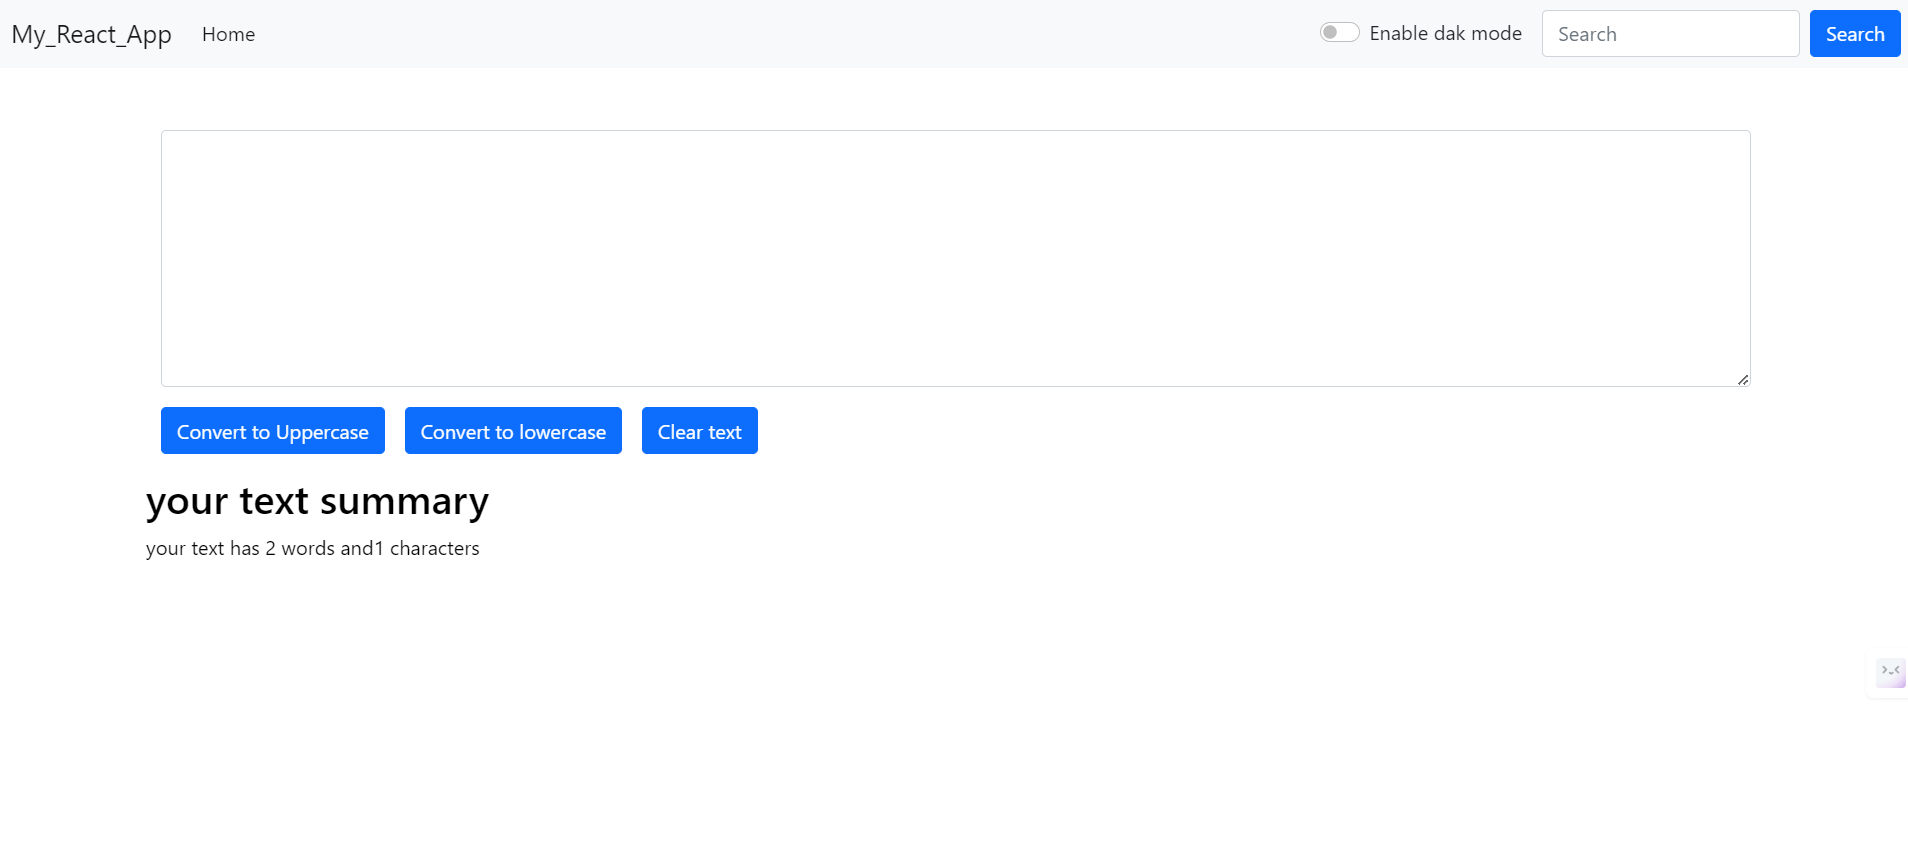 My_React_App Home Enable dak mode Search Search
Convert to Uppercase Convert to lowercase Clear text
your text summary
your text has 2 words and1 characters